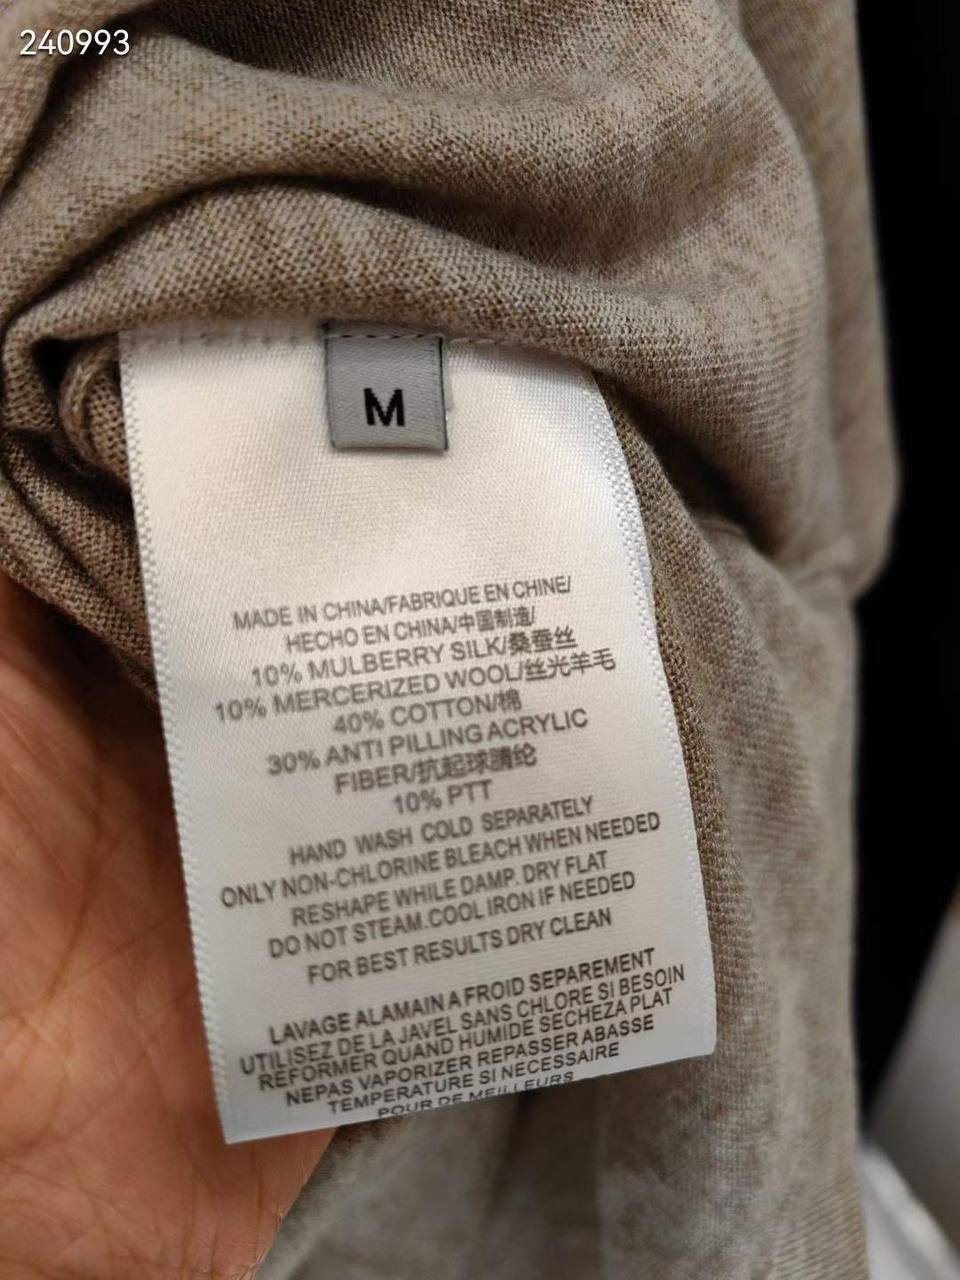 240993
M
MADE IN CHINA/FABRIQUE EN CHINE/
HECHO EN CHINA/中国制造/
10% MULBERRY SILK/桑蚕丝
10% MERCERIZED WOOL/丝光羊毛
40% COTTON/棉
30% ANTI PILLING ACRYLIC
FIBER/抗起球腈纶
10% PTT
HAND WASH COLD SEPARATELY
ONLY NON-CHLORINE BLEACH WHEN NEEDED
RESHAPE WHILE DAMP. DRY FLAT
DO NOT STEAM.COOL IRON IF NEEDED
FOR BEST RESULTS DRY CLEAN
LAVAGE ALAMAIN A FROID SEPAREMENT
UTILISEZ DE LA JAVEL SANS CHLORE SI BESOIN
REFORMER QUAND HUMIDE SECHEZA PLAT
NEPAS VAPORIZER REPASSER ABASSE
TEMPERATURE SI NECESSAIRE
POUR DE MEILLEURS